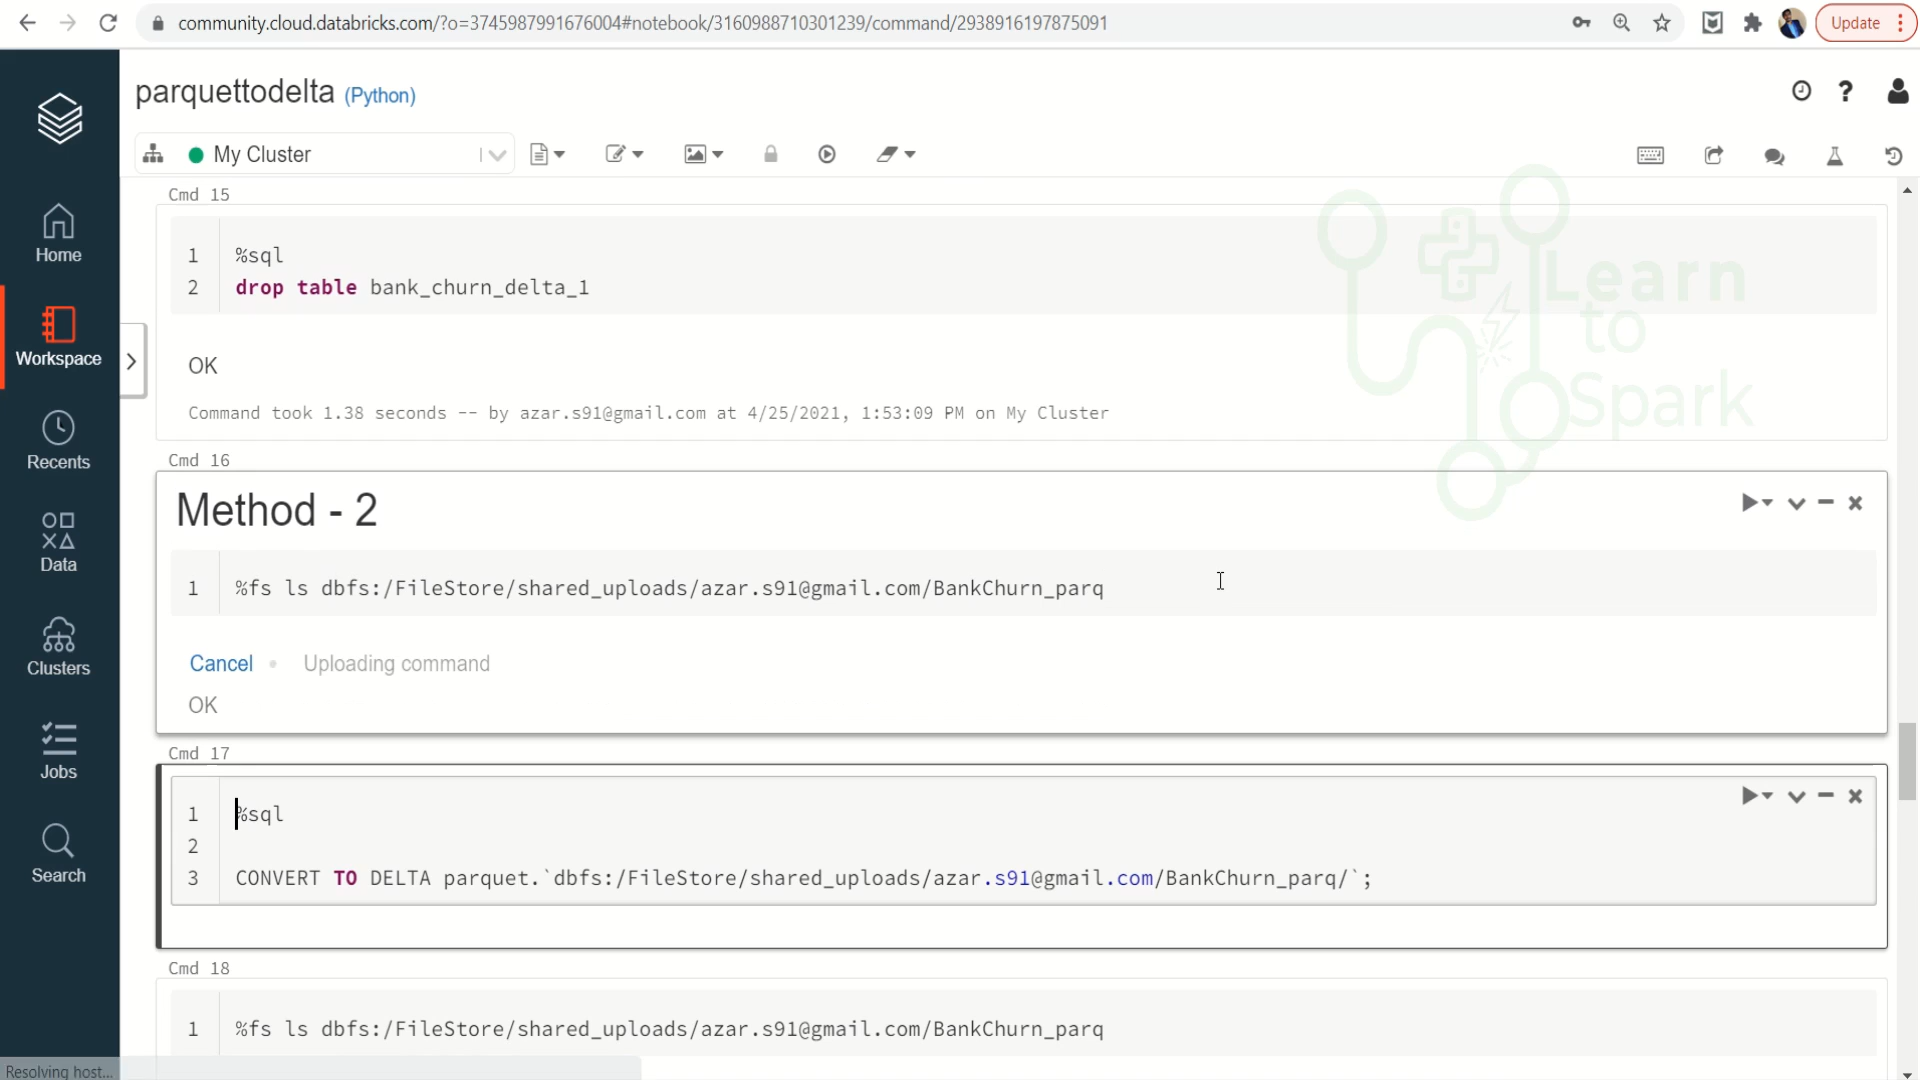 community.cloud.databricks.com/?o=3745987991676004#notebook/3160988710301239/command/2938916197875091
Update
parquettodelta (Python)
My Cluster
Home
Workspace
Recents
Data
Clusters
Jobs
Search
Cmd 15
1 %sql
2 drop table bank_churn_delta_1
OK
Command took 1.38 seconds -- by azar.s91@gmail.com at 4/25/2021, 1:53:09 PM on My Cluster
Learn
to
Spark
Cmd 16
Method - 2
1 %fs ls dbfs:/FileStore/shared_uploads/azar.s91@gmail.com/BankChurn_parq
Cancel • Uploading command
OK
Cmd 17
1 %sql
2
3 CONVERT TO DELTA parquet.`dbfs:/FileStore/shared_uploads/azar.s91@gmail.com/BankChurn_parq/`;
Cmd 18
1 %fs ls dbfs:/FileStore/shared_uploads/azar.s91@gmail.com/BankChurn_parq
Resolving host...